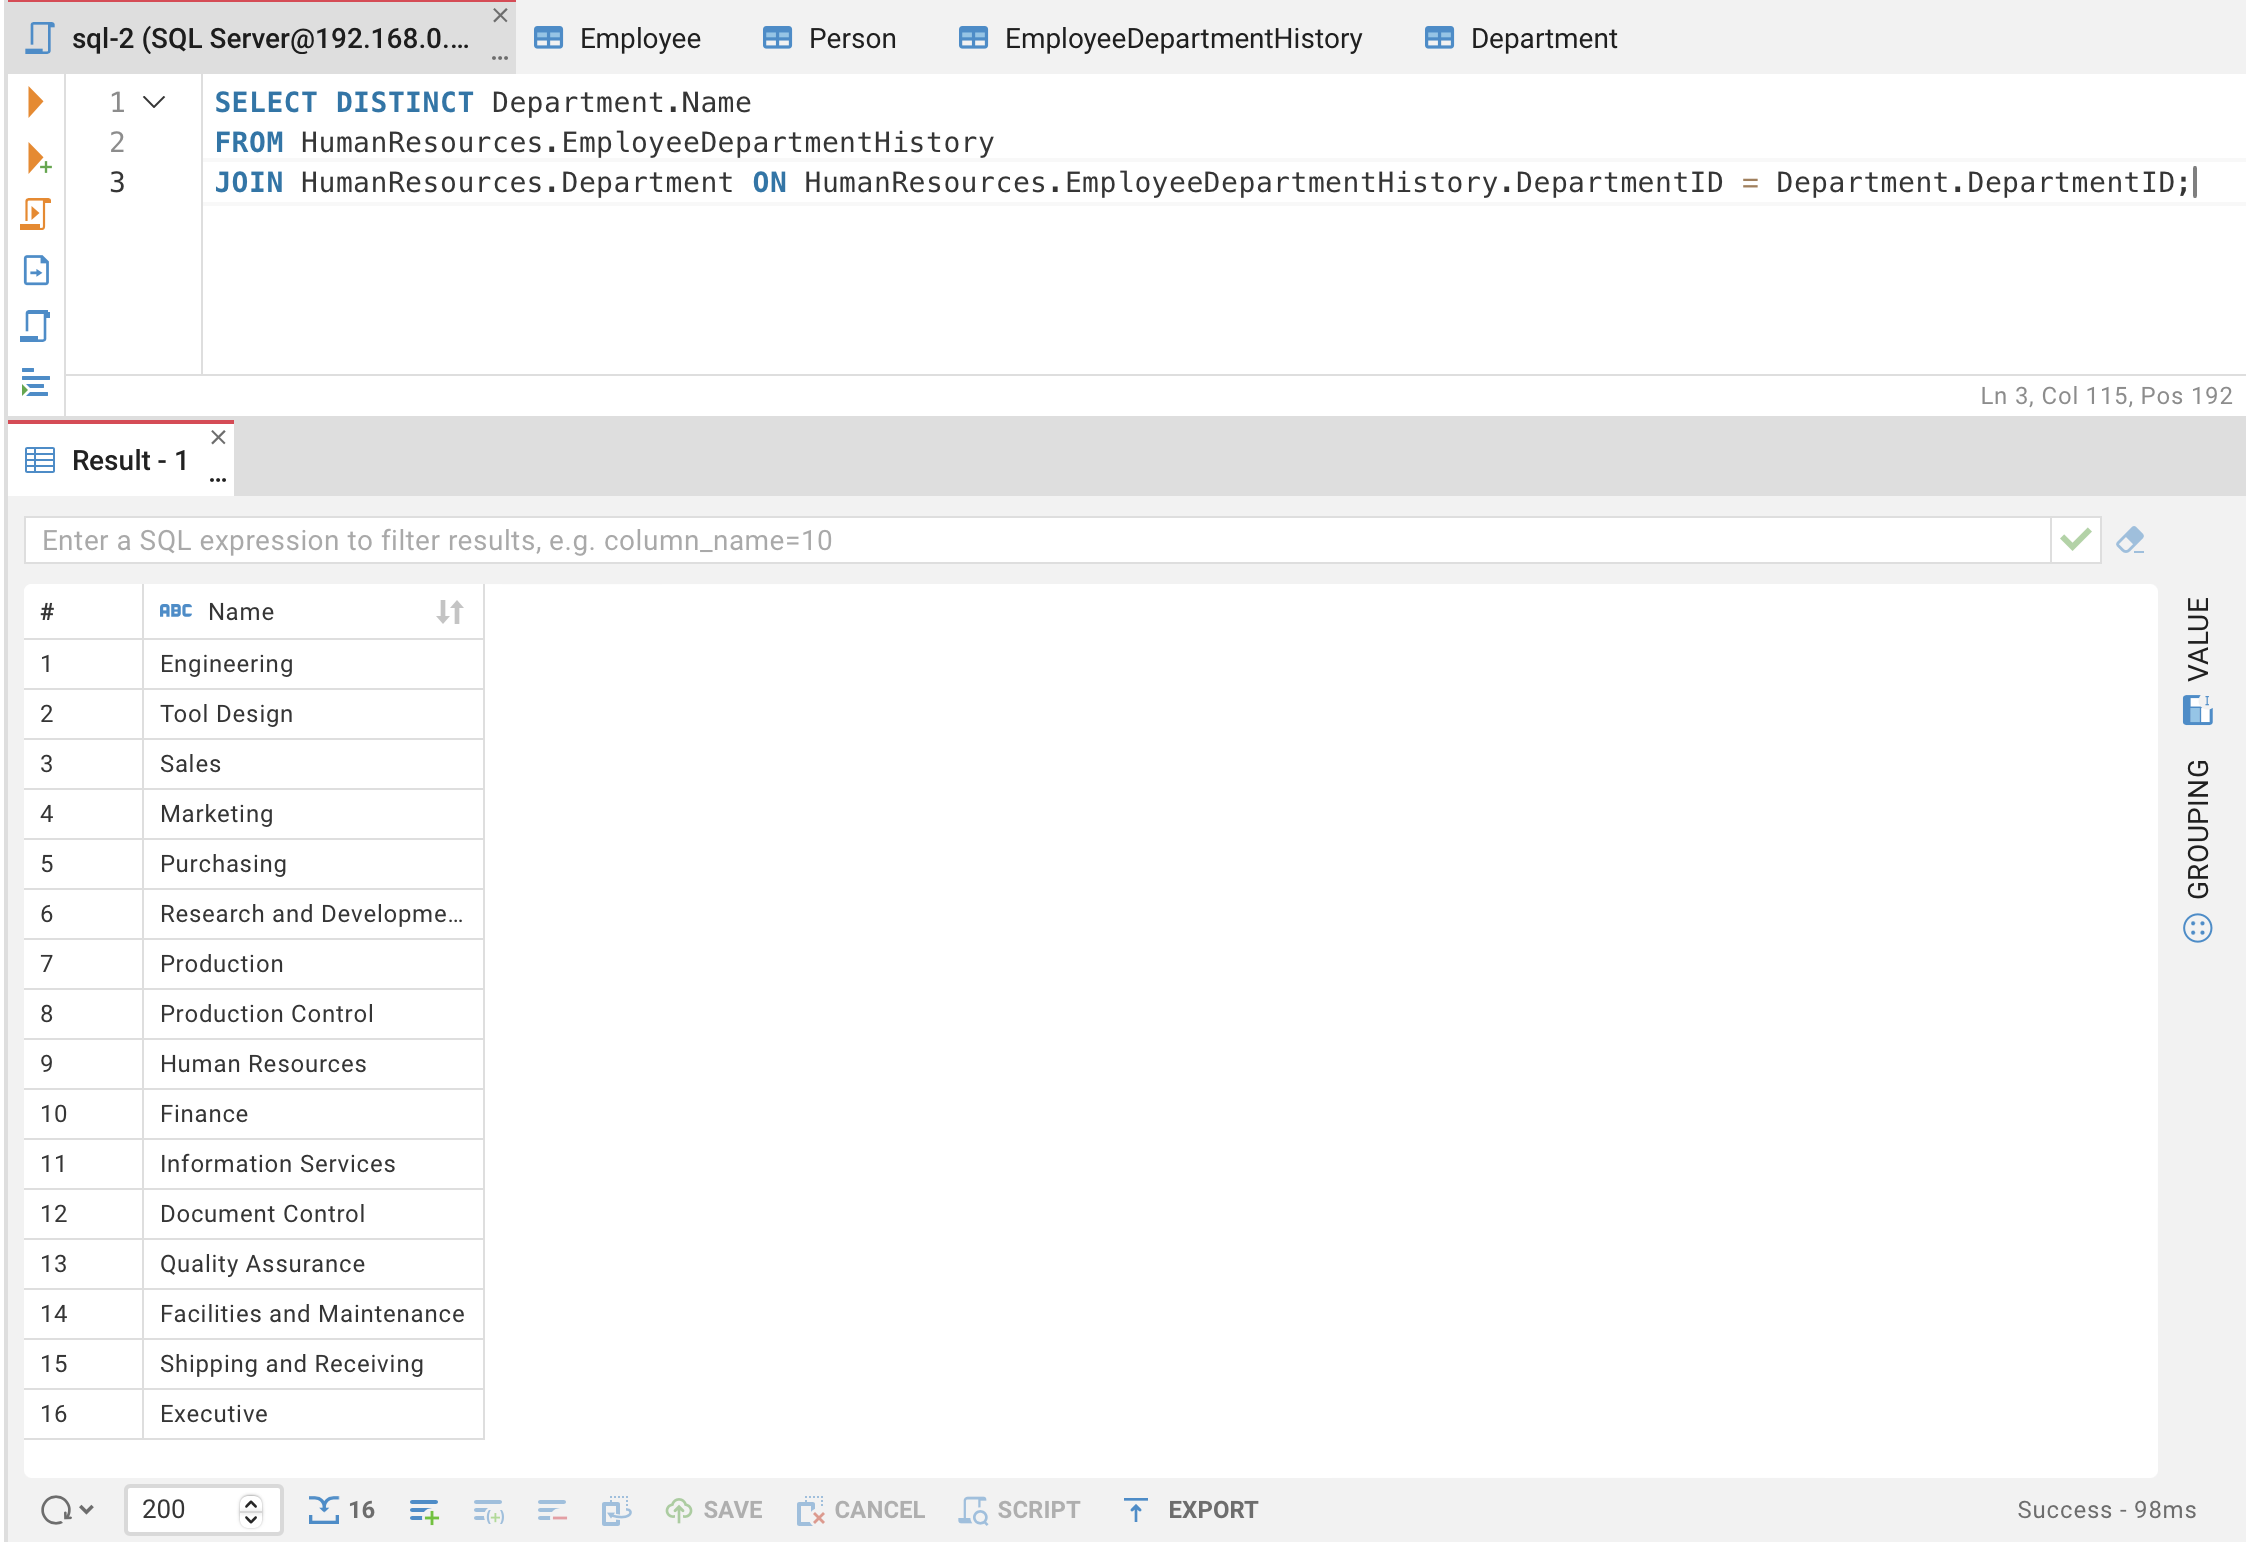 sql-2 (SQL Server@192.168.0.... Employee Person EmployeeDepartmentHistory Department
1 SELECT DISTINCT Department.Name
2 FROM HumanResources.EmployeeDepartmentHistory
3 JOIN HumanResources.Department ON HumanResources.EmployeeDepartmentHistory.DepartmentID = Department.DepartmentID;
Ln 3, Col 115, Pos 192
Result - 1
Enter a SQL expression to filter results, e.g. column_name=10
# ABC Name
1 Engineering
2 Tool Design
3 Sales
4 Marketing
5 Purchasing
6 Research and Developme...
7 Production
8 Production Control
9 Human Resources
10 Finance
11 Information Services
12 Document Control
13 Quality Assurance
14 Facilities and Maintenance
15 Shipping and Receiving
16 Executive
VALUE
GROUPING
200 16 SAVE CANCEL SCRIPT EXPORT Success - 98ms